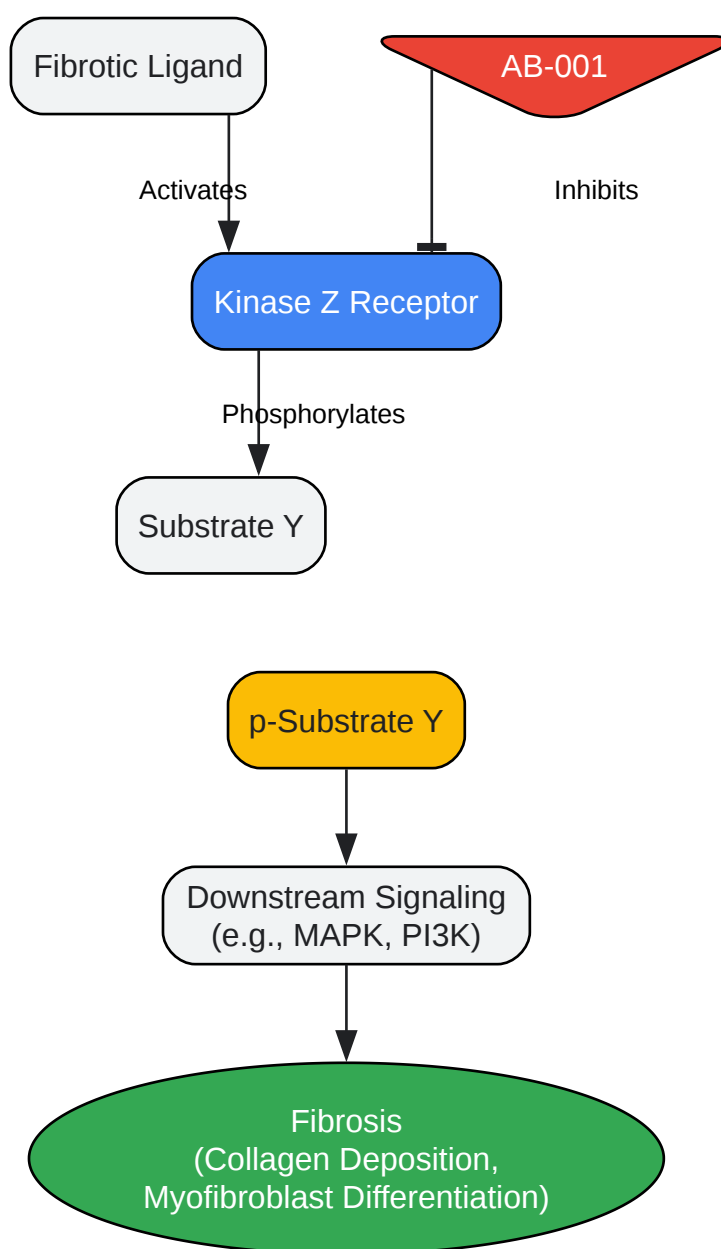 Fibrotic Ligand
AB-001
Activates
Inhibits
Kinase Z Receptor
Phosphorylates
Substrate Y
p-Substrate Y
Downstream Signaling
(e.g., MAPK, PI3K)
Fibrosis
(Collagen Deposition,
Myofibroblast Differentiation)